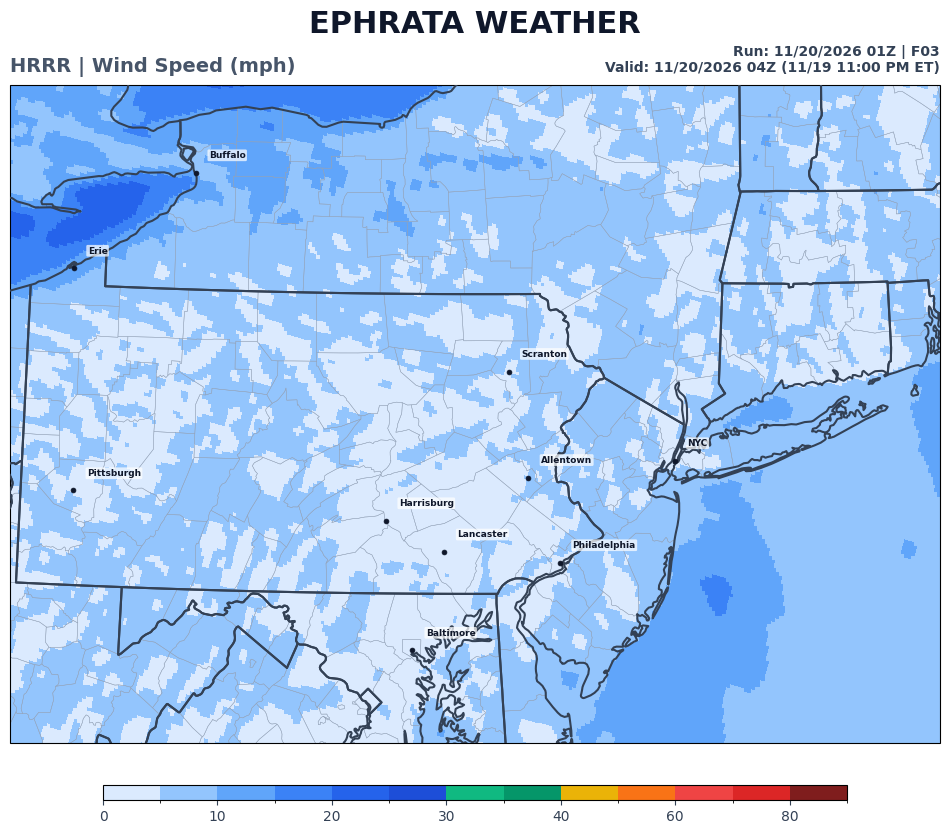 EPHRATA WEATHER
HRRR | Wind Speed (mph)
Run: 11/20/2026 01Z | F03
Valid: 11/20/2026 04Z (11/19 11:00 PM ET)
Buffalo
Erie
Scranton
NYC
Allentown
Pittsburgh
Harrisburg
Lancaster
Philadelphia
Baltimore
0 10 20 30 40 50 60 70 80